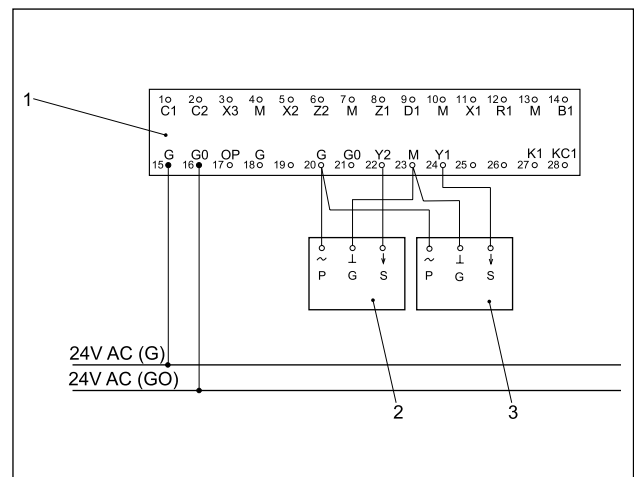 1 2 3 4 5 6 7 8 9 10 11 12 13 14
C1 C2 X3 M X2 Z2 M Z1 D1 M X1 R1 M B1
1
G G0 OP G G G0 Y2 M Y1 K1 KC1
15 16 17 18 19 20 21 22 23 24 25 26 27 28
~ ⊥ ↓ ~ ⊥ ↓
P G S P G S
24V AC (G)
24V AC (GO)
2 3